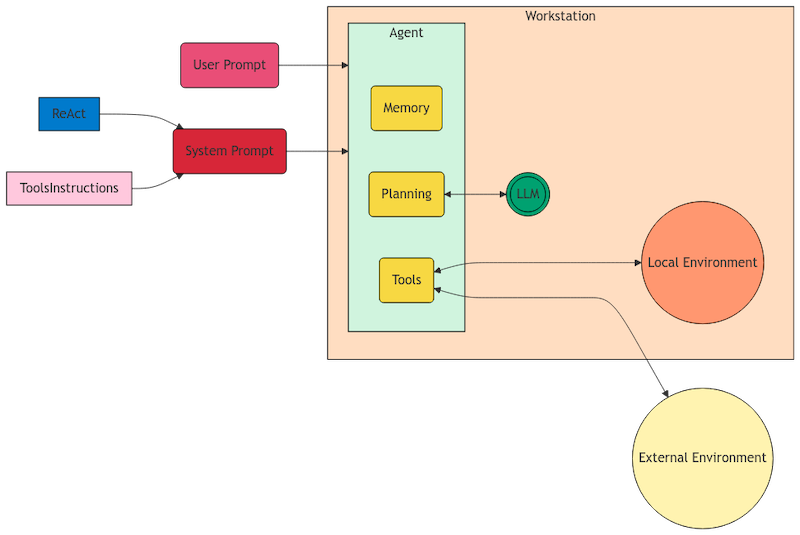 Workstation
Agent
User Prompt
Memory
ReAct
System Prompt
ToolsInstructions
Planning
LLM
Tools
Local Environment
External Environment